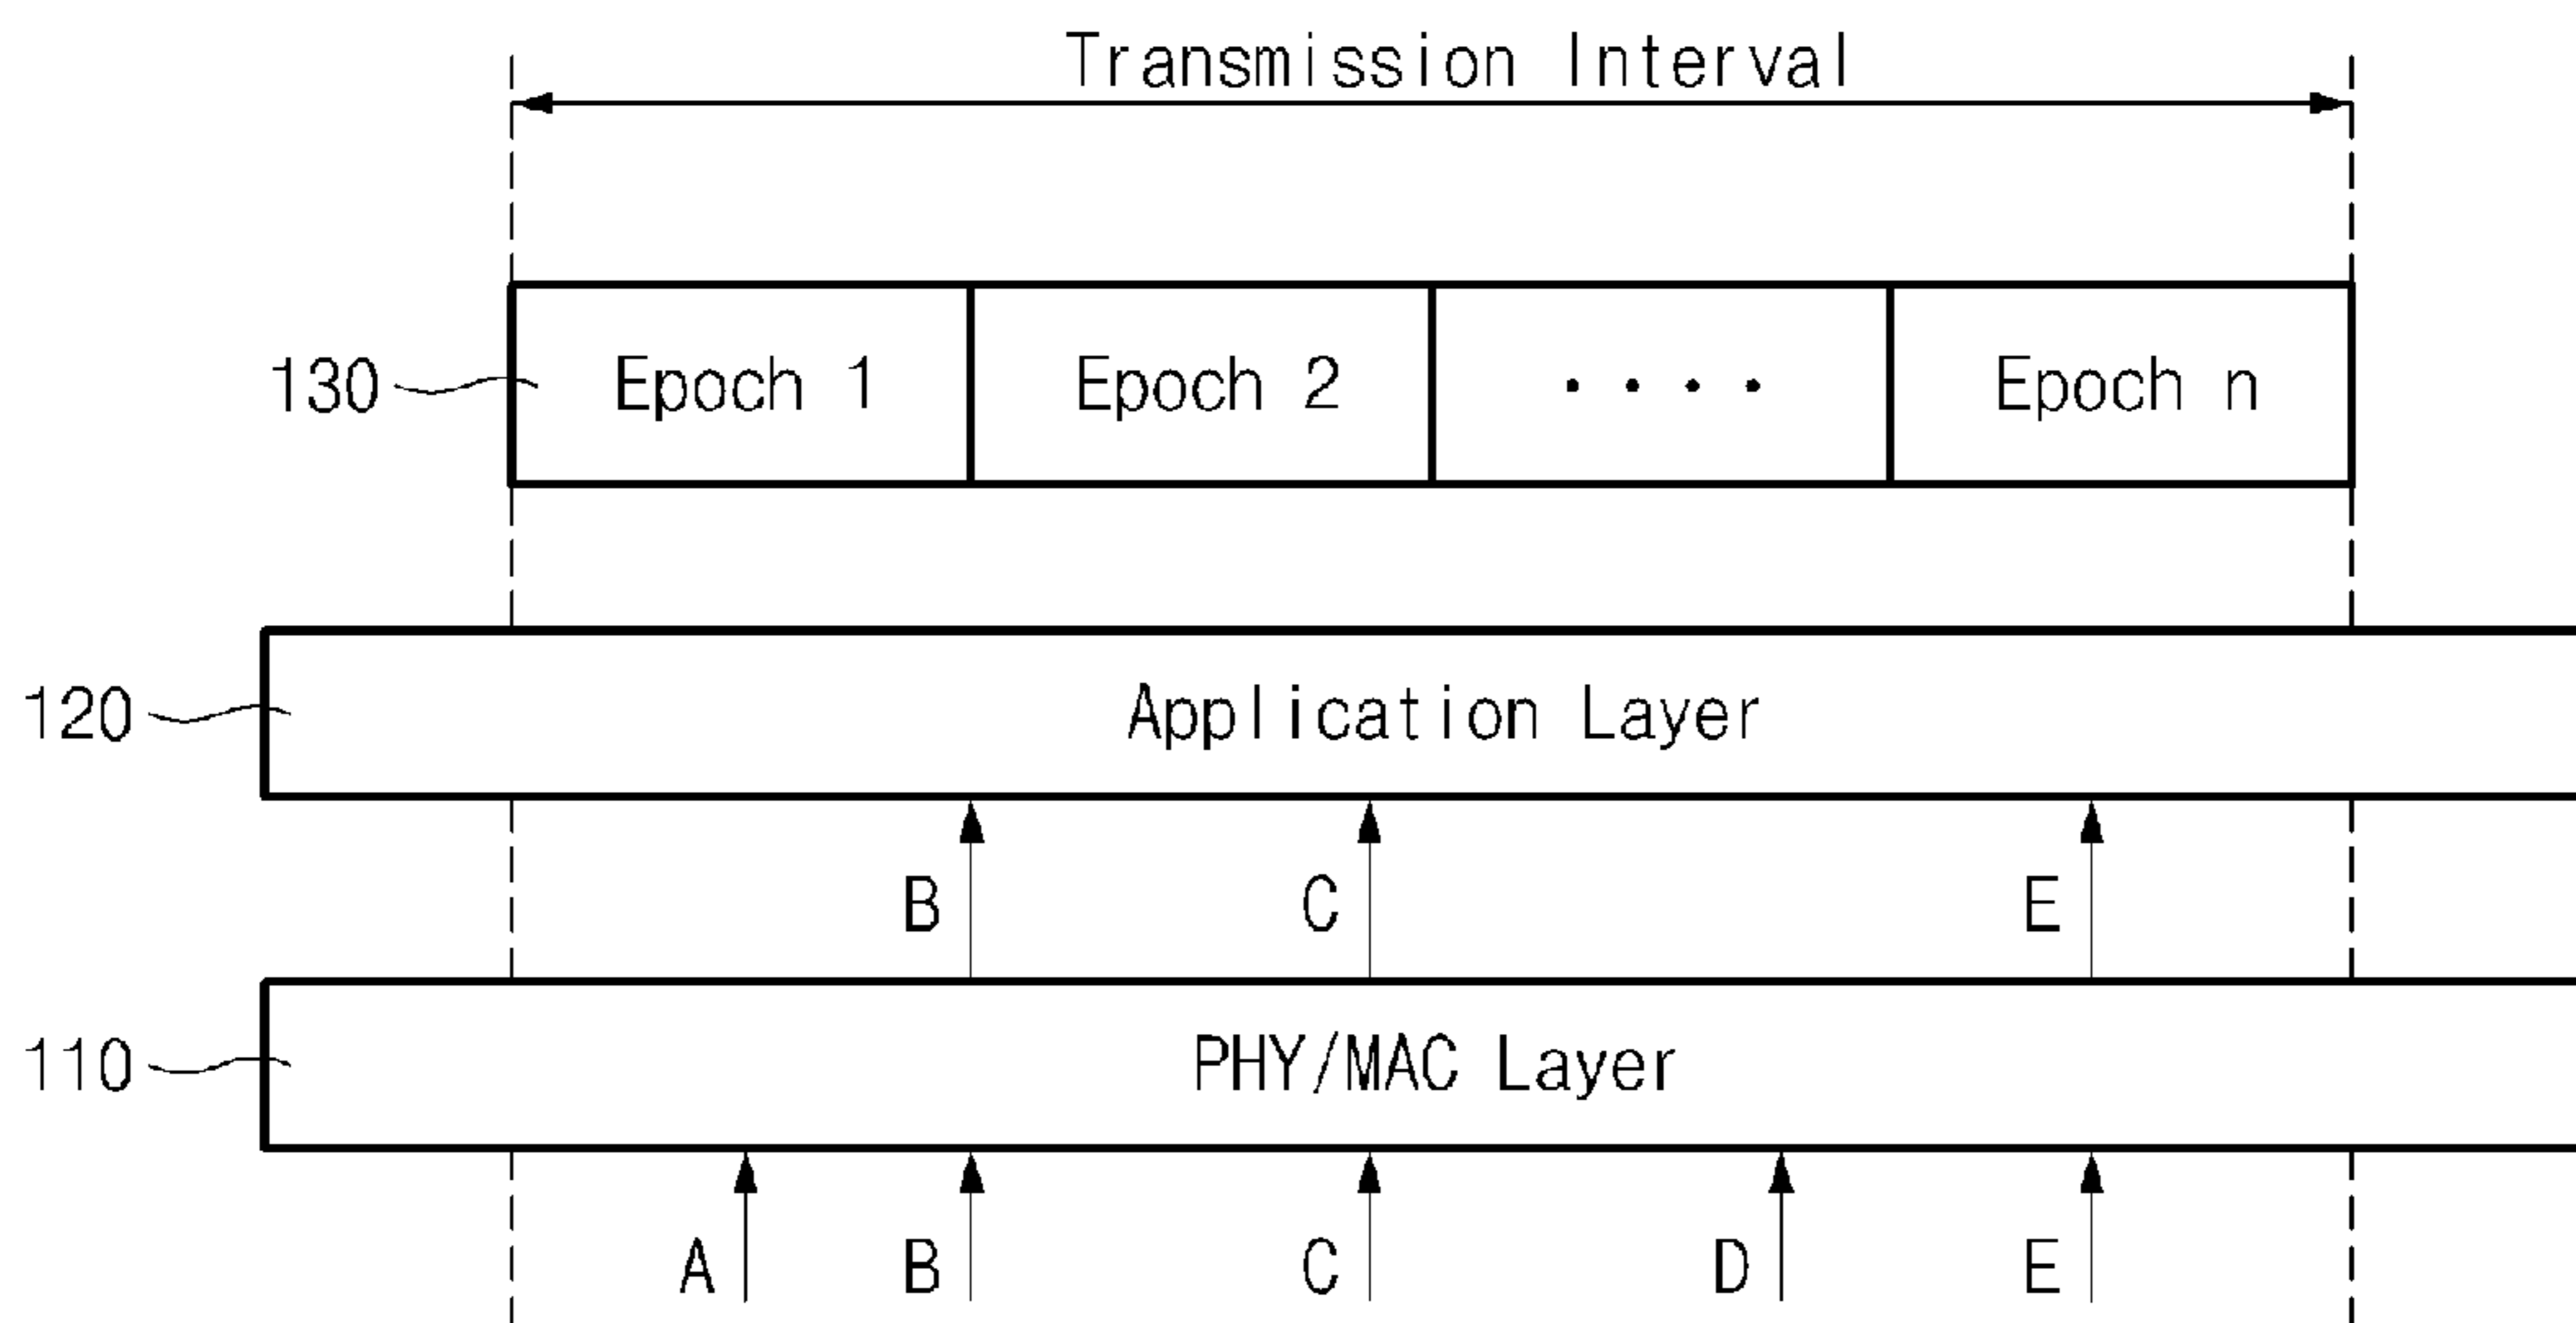 Transmission Interval
130 Epoch 1 Epoch 2 .... Epoch n
120 Application Layer
B C E
110 PHY/MAC Layer
A B C D E